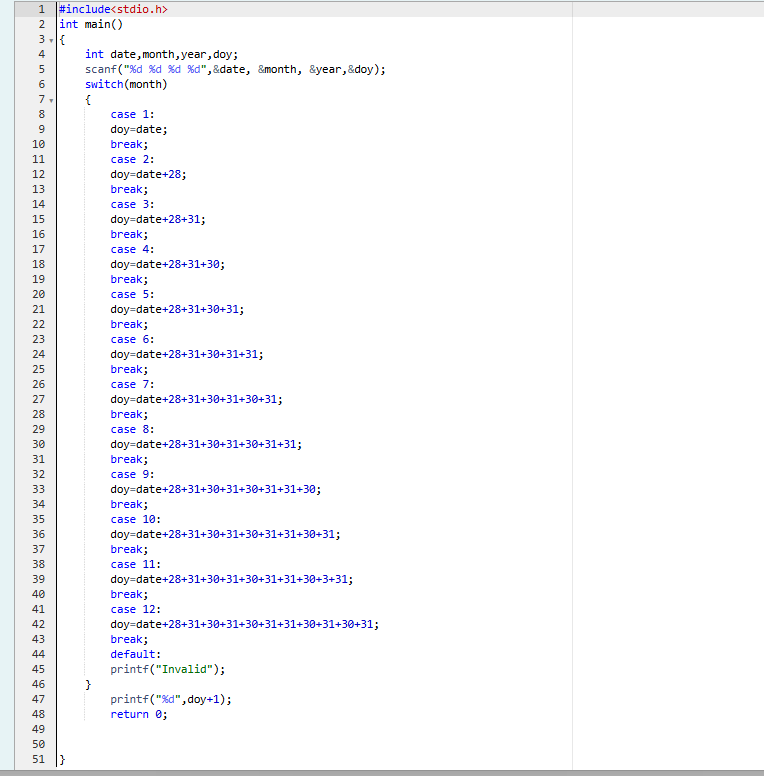 1 #include<stdio.h>
2 int main()
3 {
4 int date,month,year,doy;
5 scanf("%d %d %d %d",&date, &month, &year,&doy);
6 switch(month)
7 {
8 case 1:
9 doy=date;
10 break;
11 case 2:
12 doy=date+28;
13 break;
14 case 3:
15 doy=date+28+31;
16 break;
17 case 4:
18 doy=date+28+31+30;
19 break;
20 case 5:
21 doy=date+28+31+30+31;
22 break;
23 case 6:
24 doy=date+28+31+30+31+31;
25 break;
26 case 7:
27 doy=date+28+31+30+31+30+31;
28 break;
29 case 8:
30 doy=date+28+31+30+31+30+31+31;
31 break;
32 case 9:
33 doy=date+28+31+30+31+30+31+31+30;
34 break;
35 case 10:
36 doy=date+28+31+30+31+30+31+31+30+31;
37 break;
38 case 11:
39 doy=date+28+31+30+31+30+31+31+30+3+31;
40 break;
41 case 12:
42 doy=date+28+31+30+31+30+31+31+30+31+30+31;
43 break;
44 default:
45 printf("Invalid");
46 }
47 printf("%d",doy+1);
48 return 0;
49
50
51 }